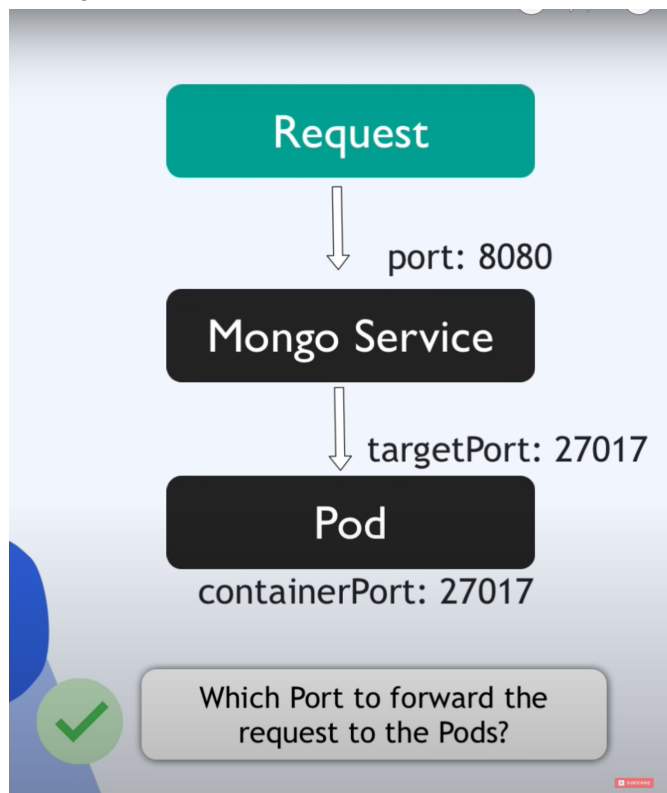 Request
port: 8080
Mongo Service
targetPort: 27017
Pod
containerPort: 27017
Which Port to forward the
request to the Pods?
SUBSCRIBE